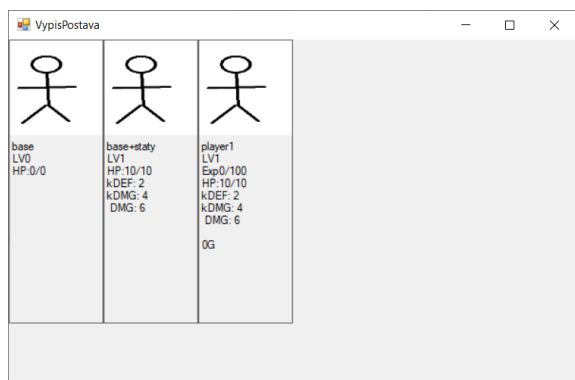 VypisPostava
base
LV0
HP:0/0
base+staty
LV1
HP:10/10
kDEF: 2
kDMG: 4
DMG: 6
player1
LV1
Exp0/100
HP:10/10
kDEF: 2
kDMG: 4
DMG: 6
0G